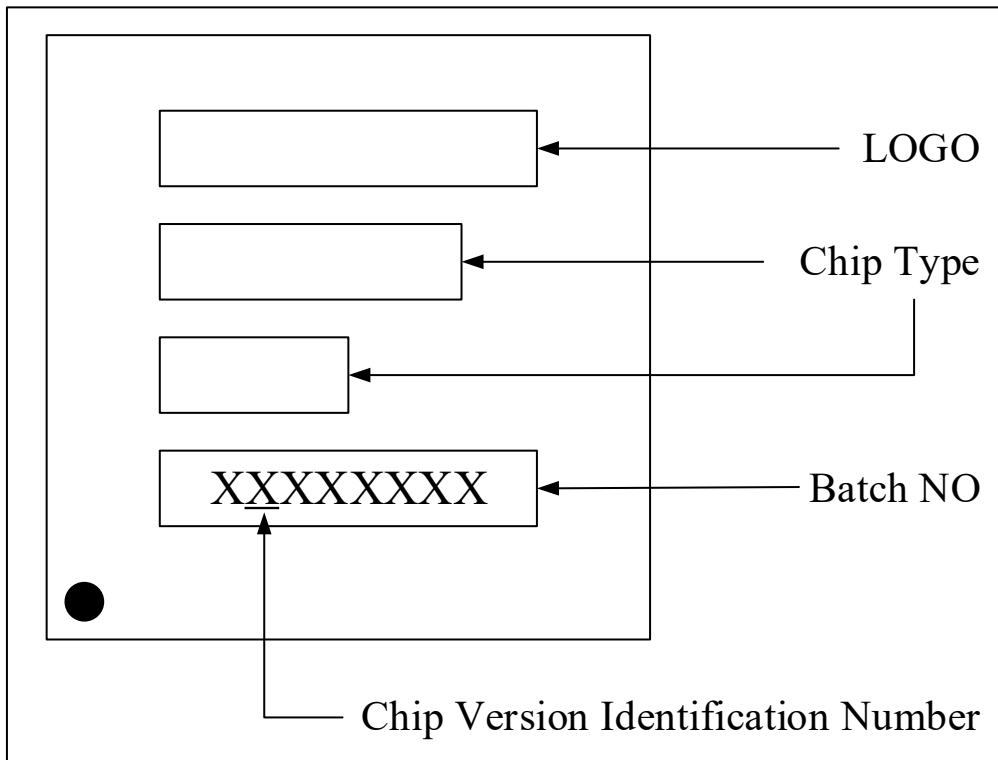 LOGO
Chip Type
XXXXXXXX
Batch NO
Chip Version Identification Number